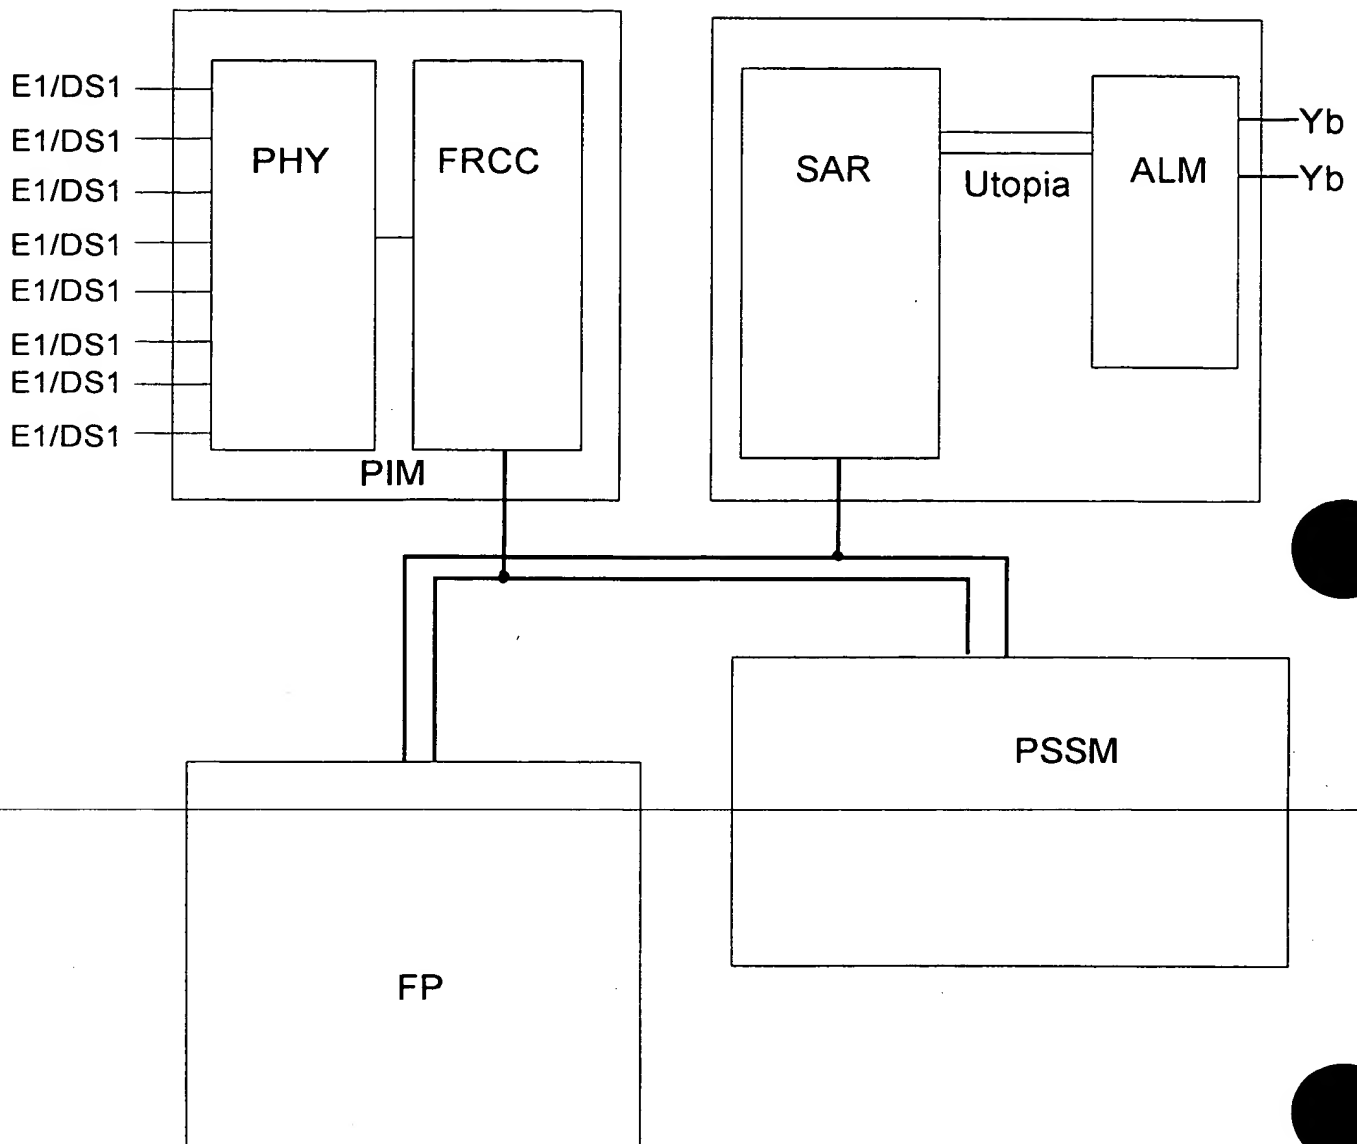 E1/DS1
E1/DS1
E1/DS1
E1/DS1
E1/DS1
E1/DS1
E1/DS1
E1/DS1
PHY
FRCC
PIM
SAR
Utopia
ALM
Yb
Yb
PSSM
FP